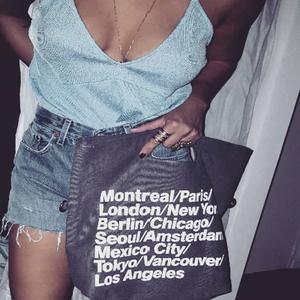 Montreal/Paris/
London/New Yor
Berlin/Chicago/
Seoul/Amsterdam
Mexico City/
Tokyo/Vancouver/
Los Angeles